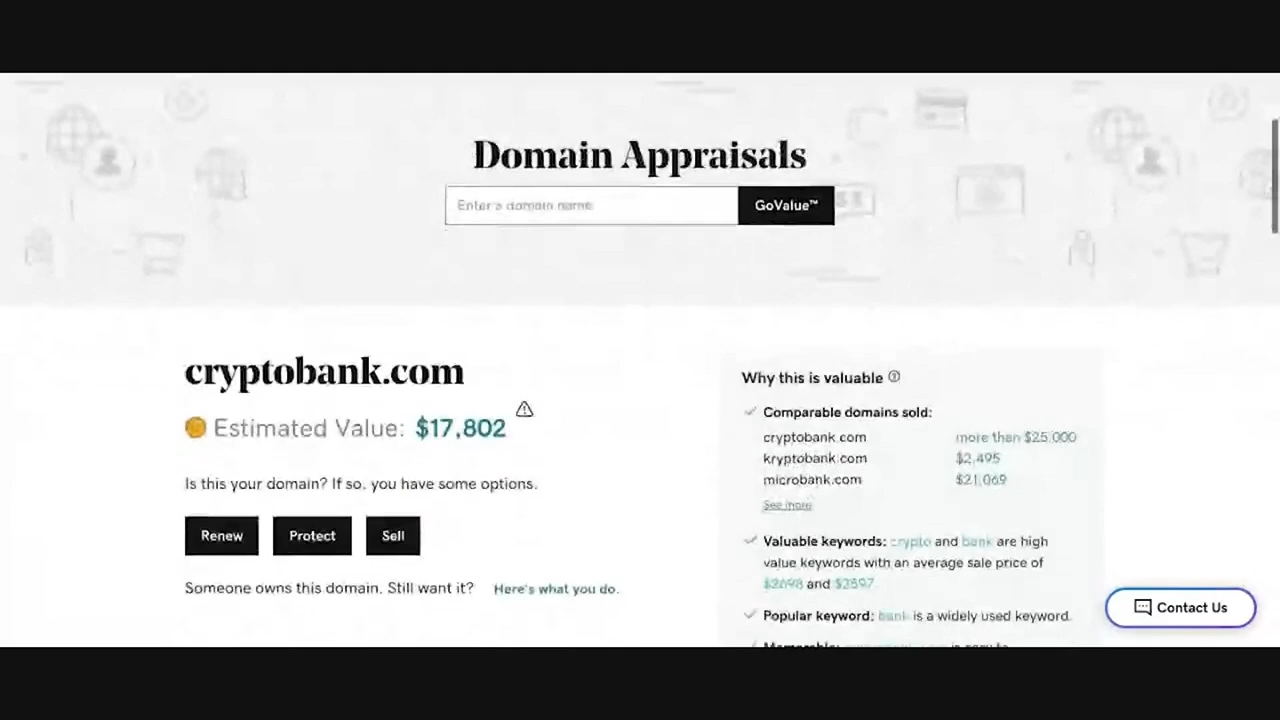 Domain Appraisals
Enter a domain name
GoValue™
cryptobank.com
Estimated Value: $17,802
Is this your domain? If so, you have some options.
Renew Protect Sell
Someone owns this domain. Still want it? Here's what you do.
Why this is valuable
Comparable domains sold:
cryptobank.com more than $25,000
kryptobank.com $2,495
microbank.com $21,069
See more
Valuable keywords: crypto and bank are high
value keywords with an average sale price of
$2698 and $2597
Popular keyword: bank is a widely used keyword.
Contact Us